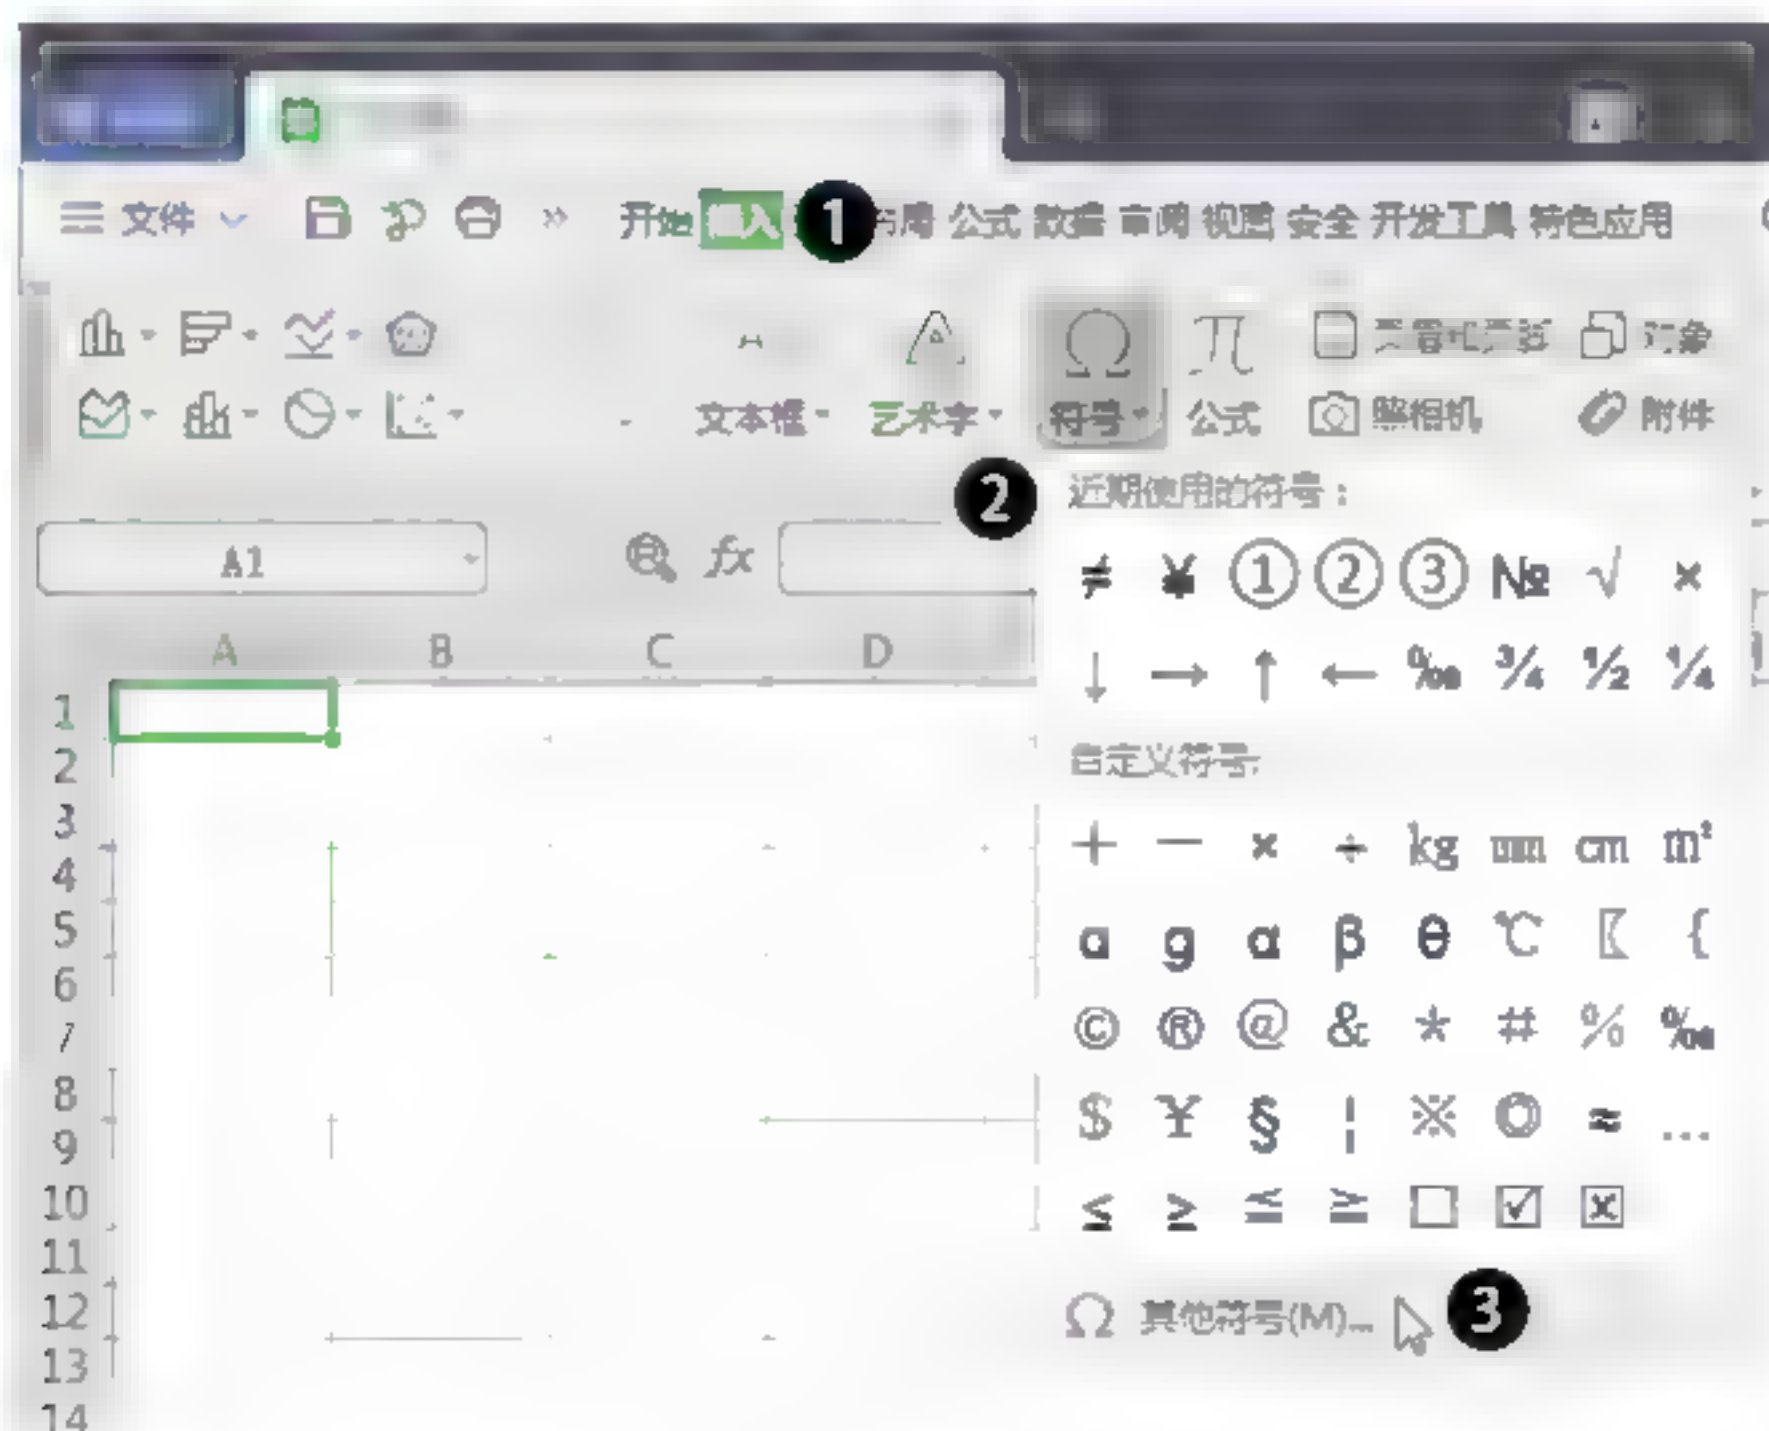 文件 开始 插入 1 公式 数据 审阅 视图 安全 开发工具 特色应用
对象
文本框 艺术字 符号 公式 照相机 附件
2 近期使用的符号：
A1 fx
≠ ¥ ① ② ③ № √ ×
A B C D
↓ → ↑ ← ‰ ¾ ½ ¼
1
2
自定义符号:
3
4
+ — × ÷ kg mm cm m²
5
ɑ g α β θ ℃ {
6
7
© ® @ & * # % ‰
8
9
$ ¥ § ¦ ※ ◎ ≈ …
10
≤ ≥ ≦ ≧ □ ☑ ☒
11
12
Ω 其他符号(M)... 3
13
14